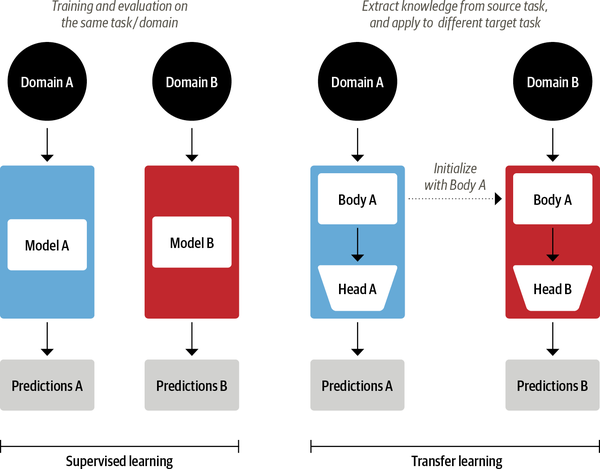 Training and evaluation on
the same task/domain
Extract knowledge from source task,
and apply to different target task
Domain A
Domain B
Domain A
Domain B
Initialize
with Body A
Model A
Model B
Body A
Body A
Head A
Head B
Predictions A
Predictions B
Predictions A
Predictions B
Supervised learning
Transfer learning